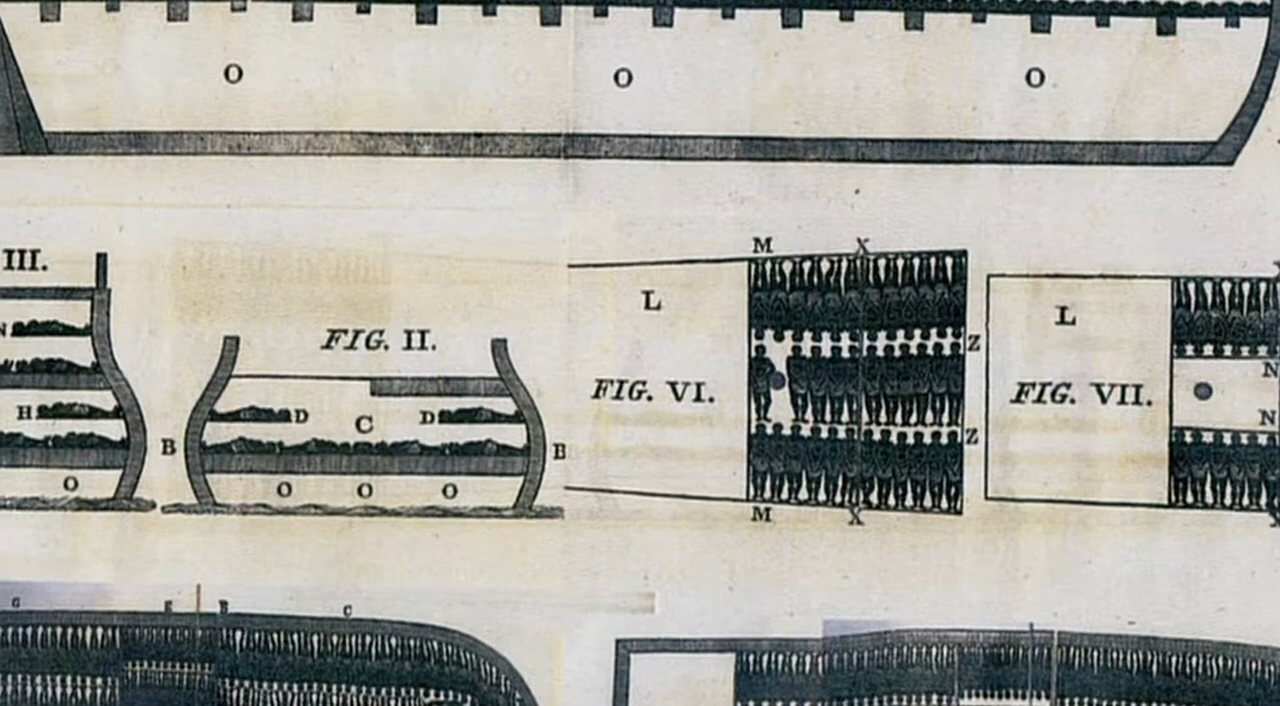 O O O
III.
N
H
O
FIG. II.
B D C D B
O O O
M X
L
FIG. VI.
Z
Z
M X
L
FIG. VII.
N
N
G E B C